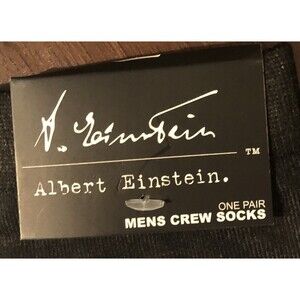 A. Einstein
TM
Albert Einstein.
ONE PAIR
MENS CREW SOCKS